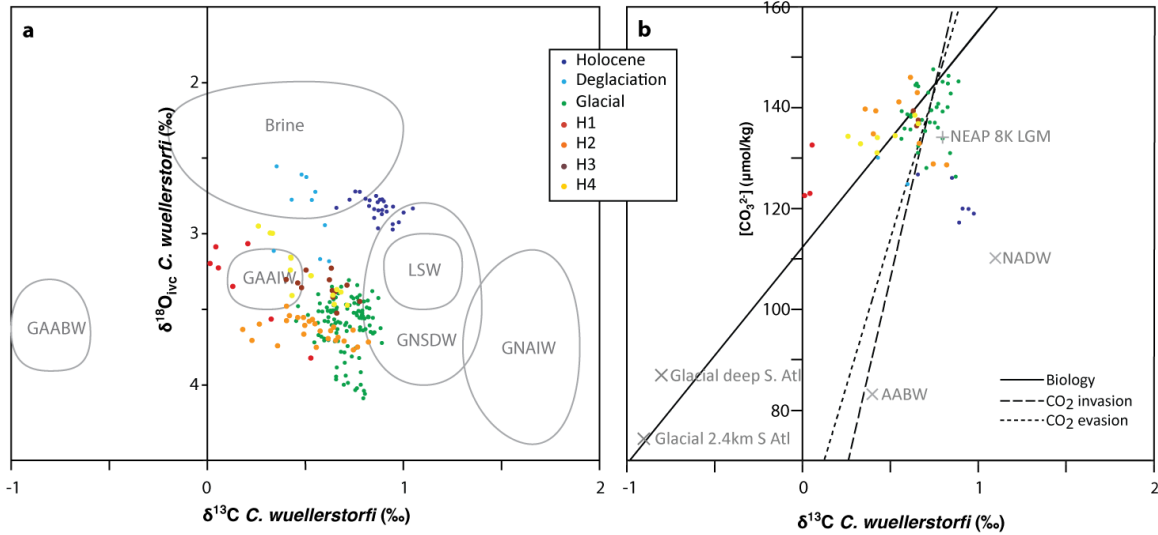 a
2
3
4
-1
0
1
2
δ18Oivc C. wuellerstorfi (‰)
δ13C C. wuellerstorfi (‰)
Brine
GAAIW
LSW
GAABW
GNSDW
GNAIW
Holocene
Deglaciation
Glacial
H1
H2
H3
H4
b
160
140
120
100
80
[CO3²⁻] (µmol/kg)
NEAP 8K LGM
NADW
Glacial deep S. Atl
AABW
Glacial 2.4km S Atl
Biology
CO2 invasion
CO2 evasion
-1
0
1
2
δ13C C. wuellerstorfi (‰)